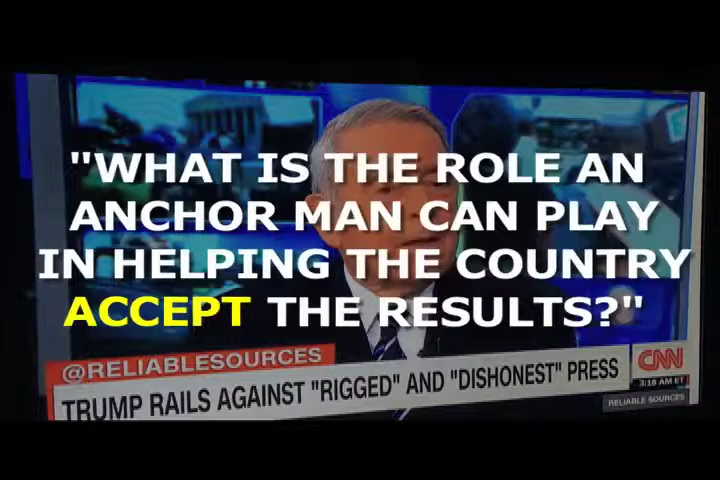 "WHAT IS THE ROLE AN
ANCHOR MAN CAN PLAY
IN HELPING THE COUNTRY
ACCEPT THE RESULTS?"
@RELIABLESOURCES
TRUMP RAILS AGAINST "RIGGED" AND "DISHONEST" PRESS
CNN
3:18 AM ET
RELIABLE SOURCES